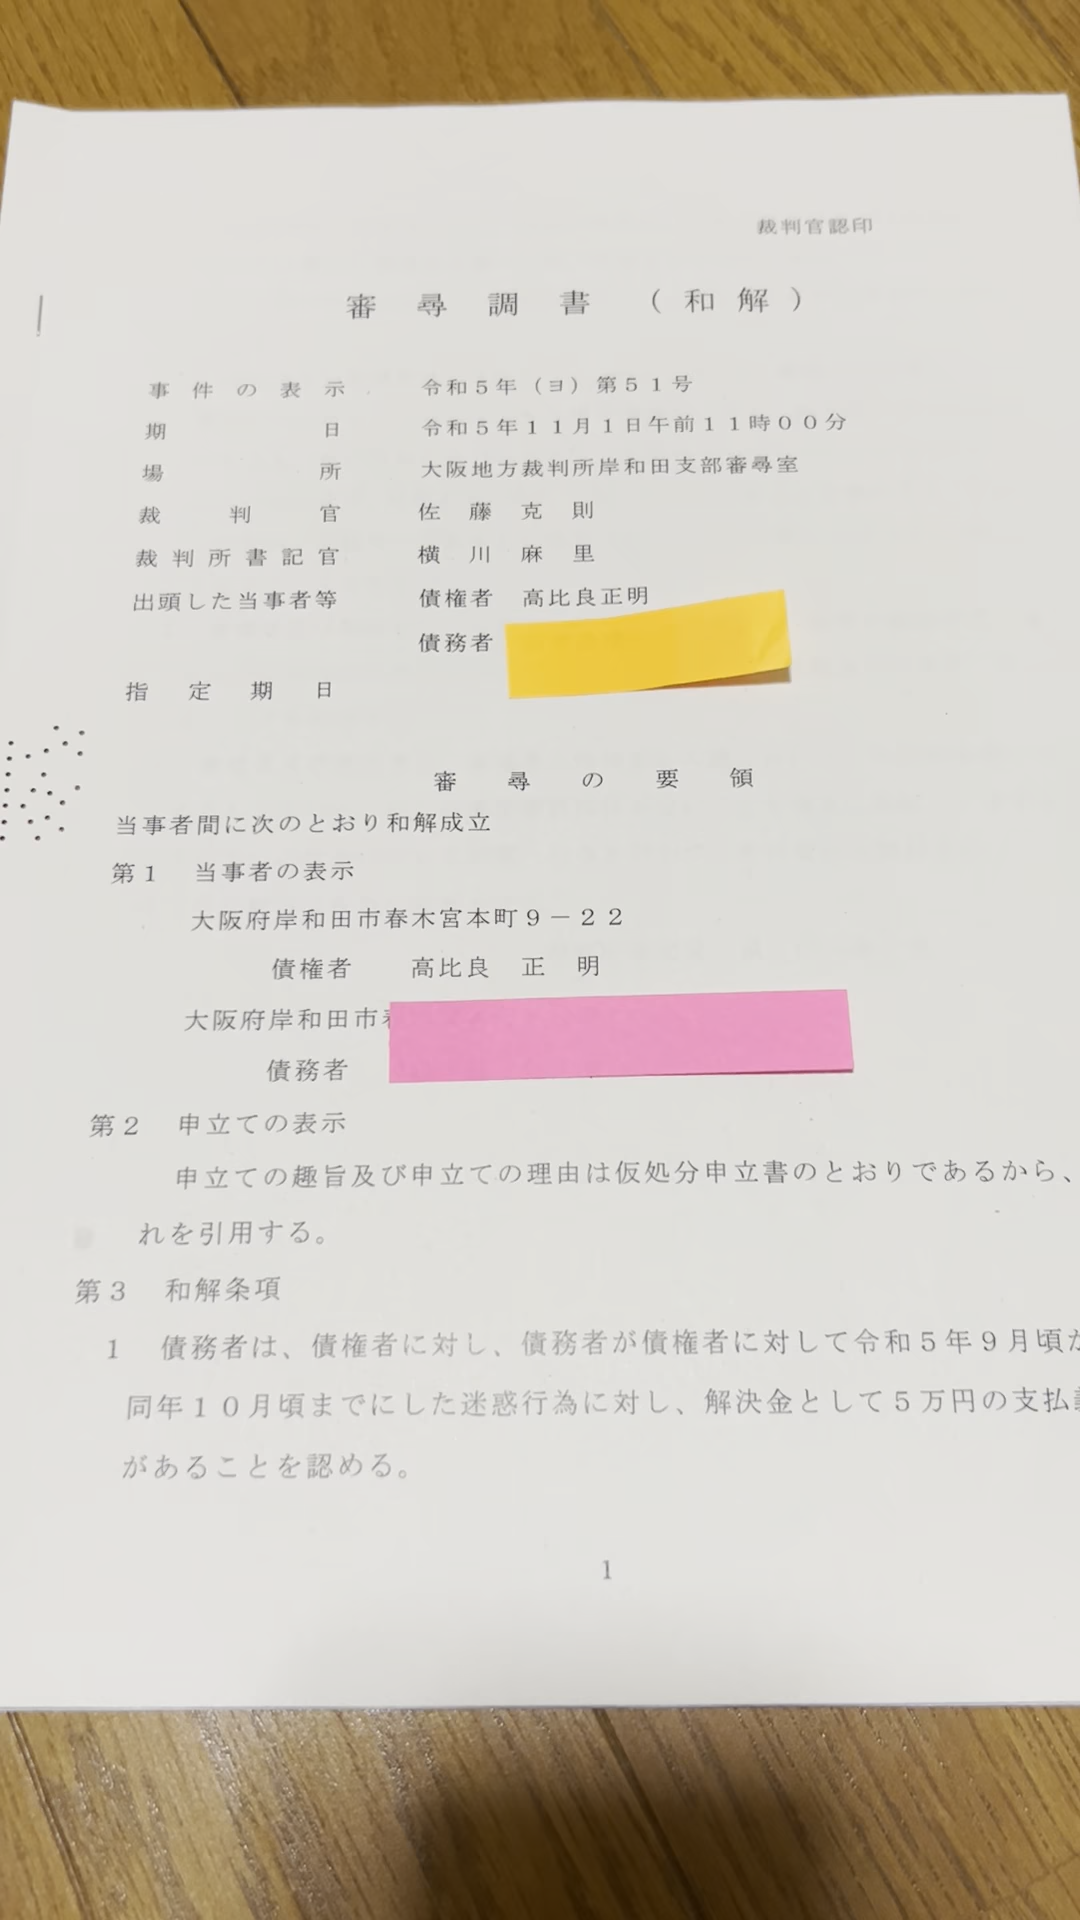 裁判官認印
審尋調書（和解）
事件の表示 令和5年（ヨ）第51号
期日 令和5年11月1日午前11時00分
場所 大阪地方裁判所岸和田支部審尋室
裁判官 佐藤克則
裁判所書記官 横川麻里
出頭した当事者等 債権者 高比良正明
債務者
指定期日
審尋の要領
当事者間に次のとおり和解成立
第1 当事者の表示
大阪府岸和田市春木宮本町9－22
債権者 高比良 正 明
大阪府岸和田市
債務者
第2 申立ての表示
申立ての趣旨及び申立ての理由は仮処分申立書のとおりであるから、
れを引用する。
第3 和解条項
1 債務者は、債権者に対し、債務者が債権者に対して令和5年9月頃か
同年10月頃までにした迷惑行為に対し、解決金として5万円の支払
があることを認める。
1